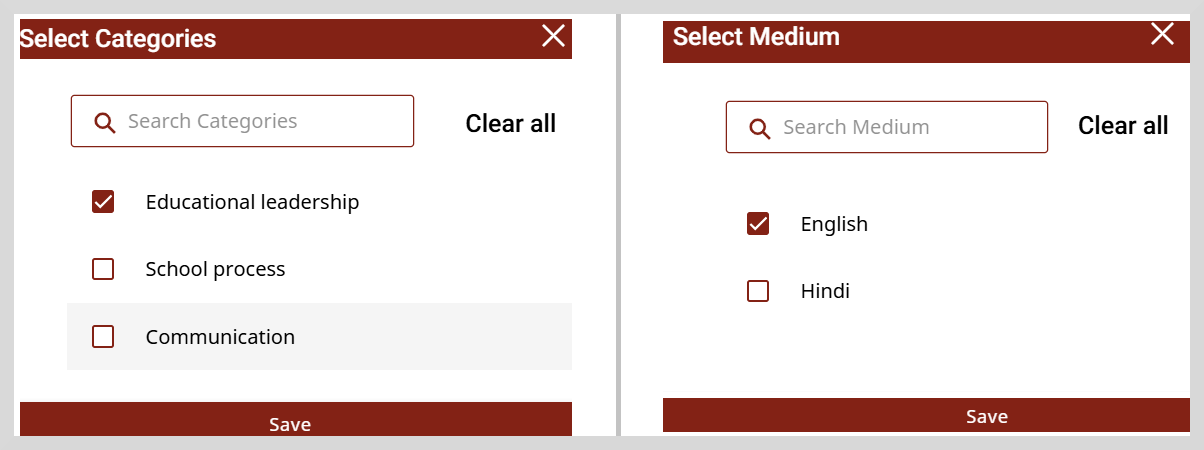 Select Categories
Search Categories
Clear all
Educational leadership
School process
Communication
Save
Select Medium
Search Medium
Clear all
English
Hindi
Save